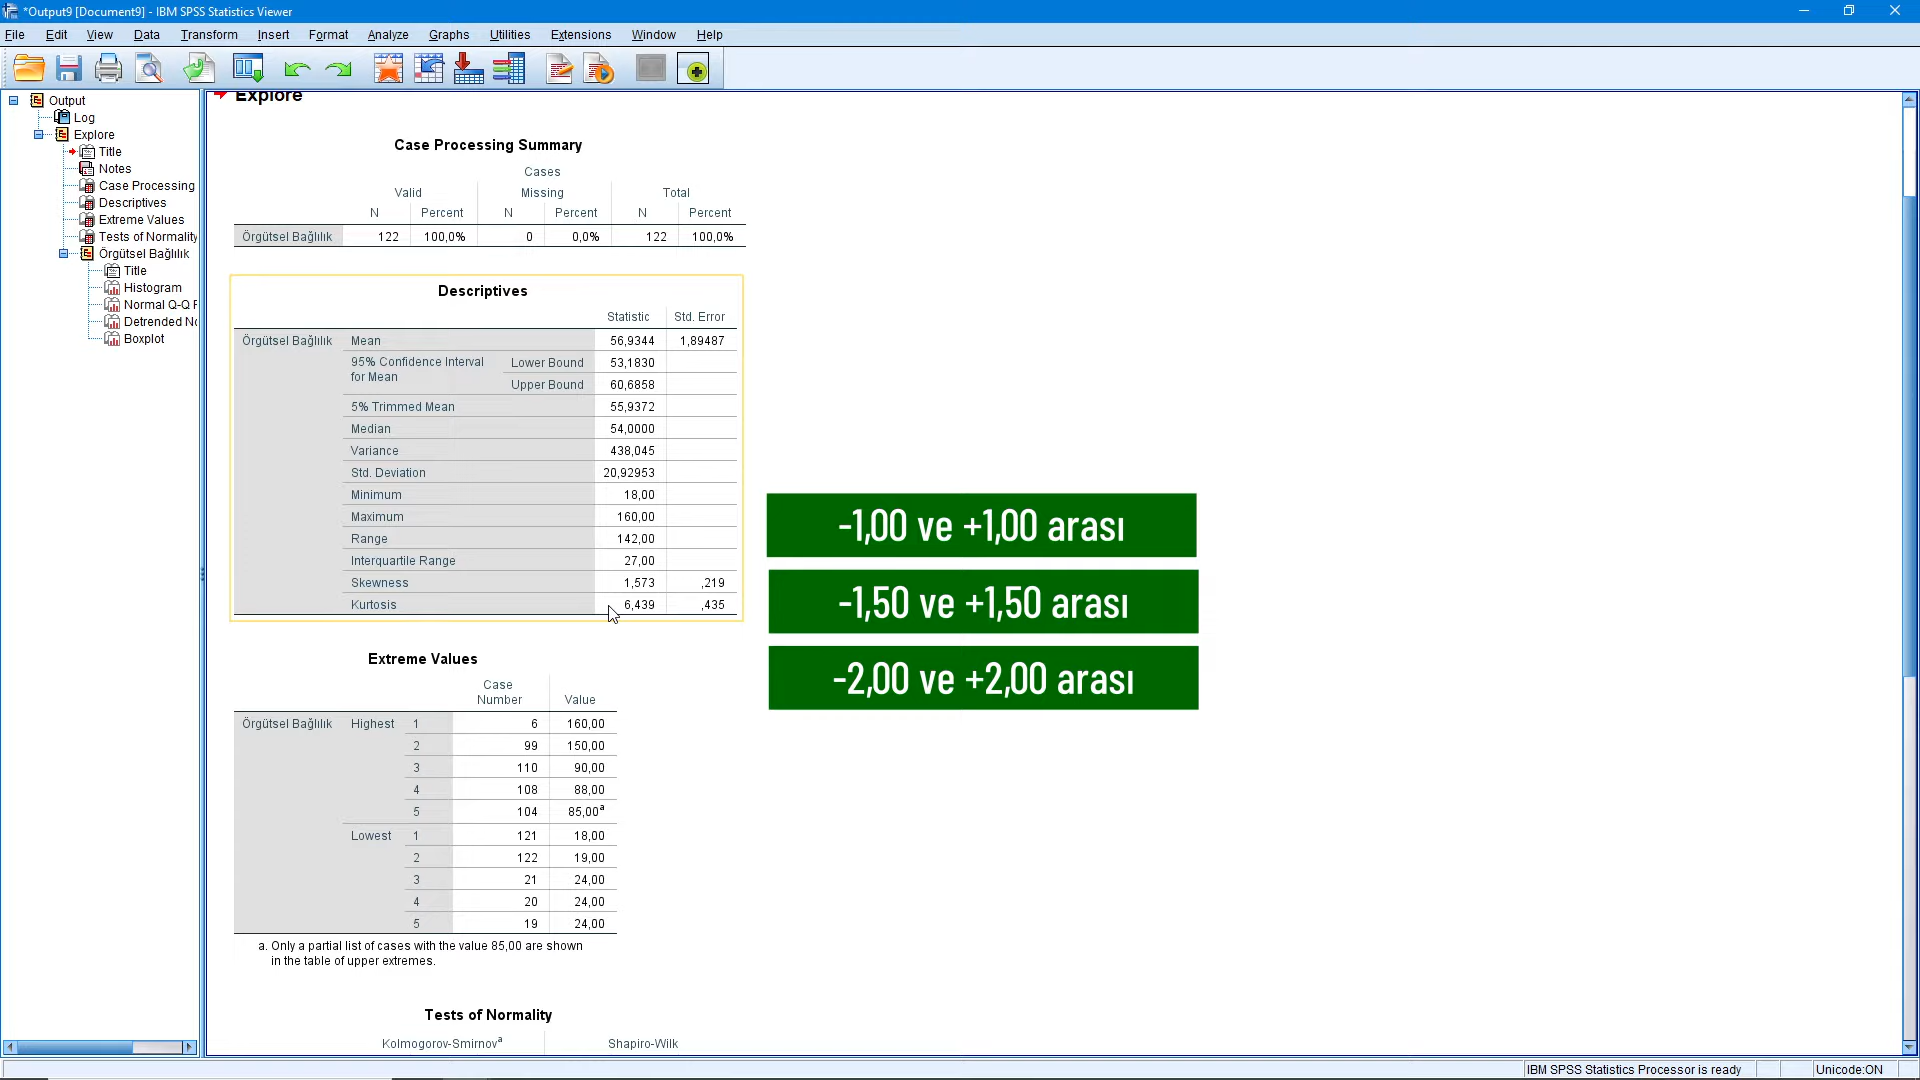 *Output9 [Document9] - IBM SPSS Statistics Viewer
File Edit View Data Transform Insert Format Analyze Graphs Utilities Extensions Window Help
Output
Log
Explore
Title
Notes
Case Processing
Descriptives
Extreme Values
Tests of Normality
Örgütsel Bağlılık
Title
Histogram
Normal Q-Q
Detrended
Boxplot
Explore
Case Processing Summary
Cases
Valid Missing Total
N Percent N Percent N Percent
Örgütsel Bağlılık 122 100,0% 0 0,0% 122 100,0%
Descriptives
Statistic Std. Error
Örgütsel Bağlılık Mean 56,9344 1,89487
95% Confidence Interval for Mean Lower Bound 53,1830
Upper Bound 60,6858
5% Trimmed Mean 55,9372
Median 54,0000
Variance 438,045
Std. Deviation 20,92953
Minimum 18,00
Maximum 160,00
Range 142,00
Interquartile Range 27,00
Skewness 1,573 ,219
Kurtosis 6,439 ,435
-1,00 ve +1,00 arası
-1,50 ve +1,50 arası
-2,00 ve +2,00 arası
Extreme Values
Case Number Value
Örgütsel Bağlılık Highest 1 6 160,00
2 99 150,00
3 110 90,00
4 108 88,00
5 104 85,00a
Lowest 1 121 18,00
2 122 19,00
3 21 24,00
4 20 24,00
5 19 24,00
a. Only a partial list of cases with the value 85,00 are shown
in the table of upper extremes.
Tests of Normality
Kolmogorov-Smirnova Shapiro-Wilk
IBM SPSS Statistics Processor is ready Unicode:ON